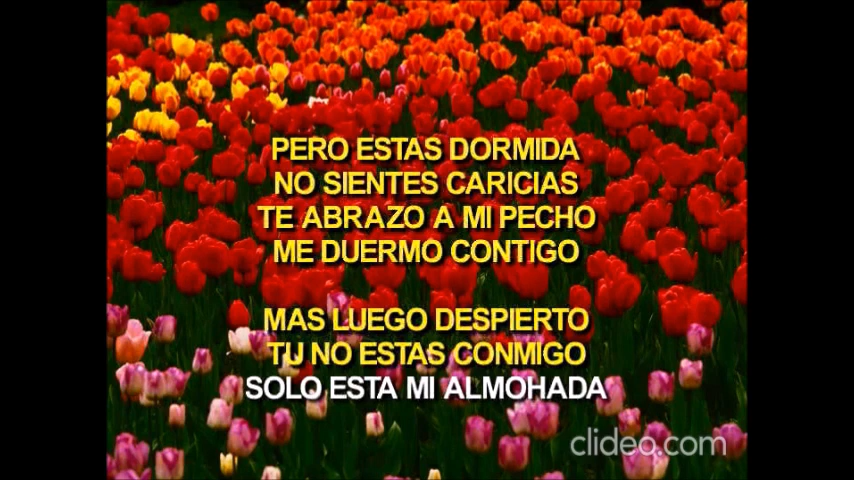 PERO ESTAS DORMIDA
NO SIENTES CARICIAS
TE ABRAZO A MI PECHO
ME DUERMO CONTIGO
MAS LUEGO DESPIERTO
TU NO ESTAS CONMIGO
SOLO ESTA MI ALMOHADA
clideo.com